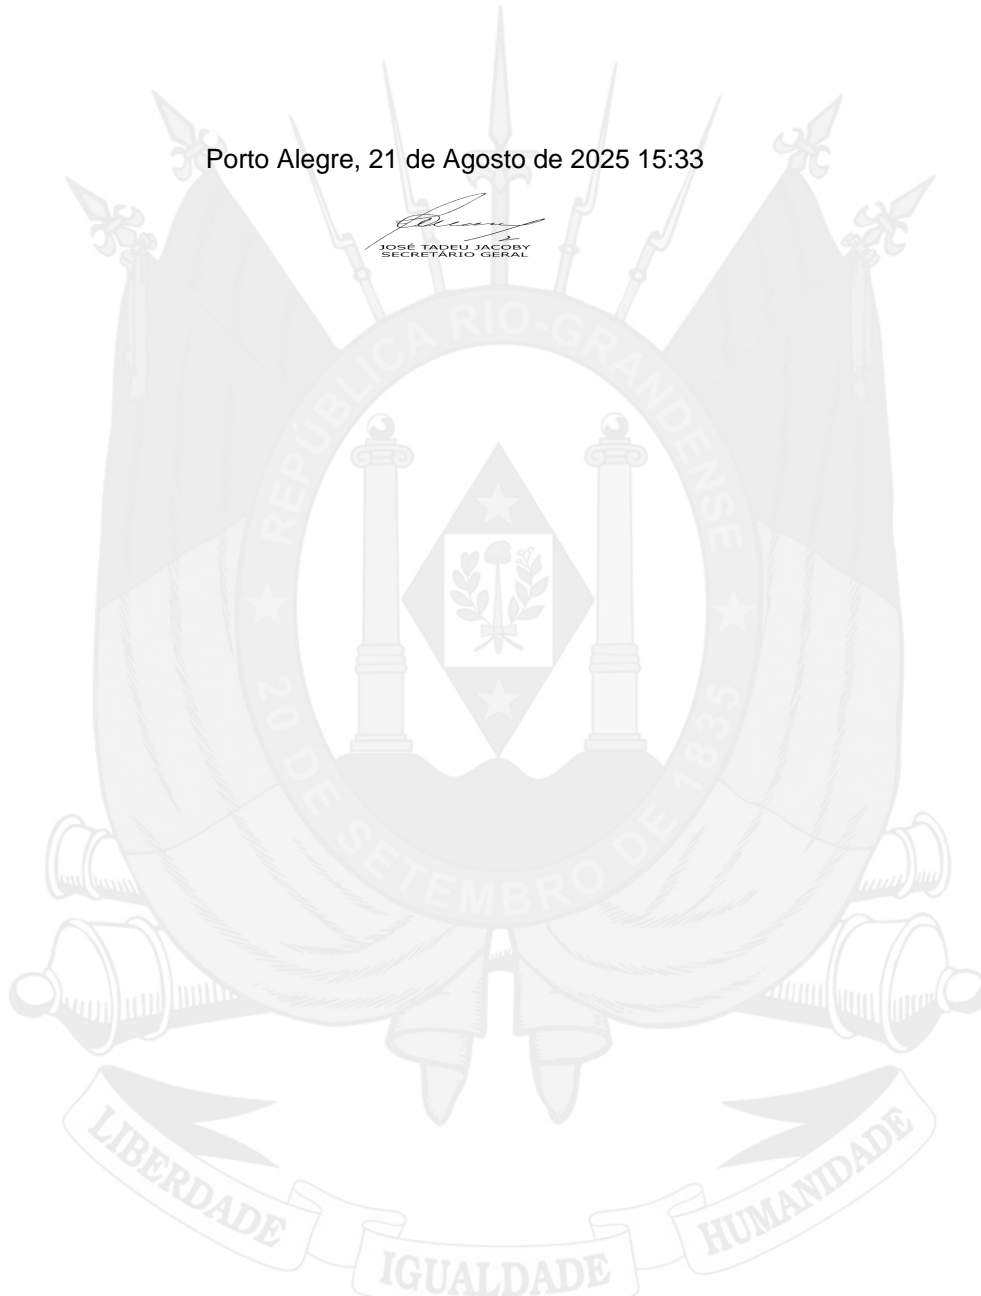 Porto Alegre, 21 de Agosto de 2025 15:33
JOSÉ TADEU JACOBY
SECRETÁRIO GERAL
REPÚBLICA RIO-GRANDENSE
20 DE SETEMBRO DE 1835
LIBERDADE
IGUALDADE
HUMANIDADE